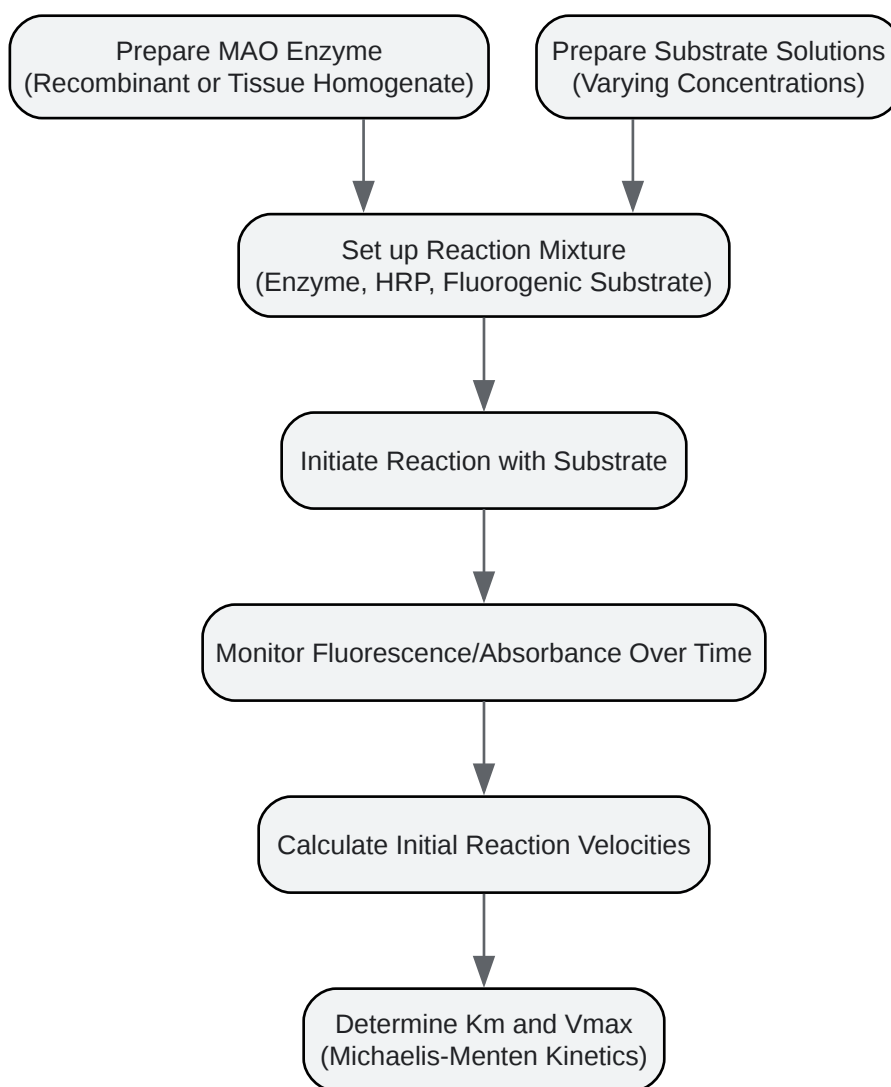 Prepare MAO Enzyme
(Recombinant or Tissue Homogenate)
Prepare Substrate Solutions
(Varying Concentrations)
Set up Reaction Mixture
(Enzyme, HRP, Fluorogenic Substrate)
Initiate Reaction with Substrate
Monitor Fluorescence/Absorbance Over Time
Calculate Initial Reaction Velocities
Determine Km and Vmax
(Michaelis-Menten Kinetics)